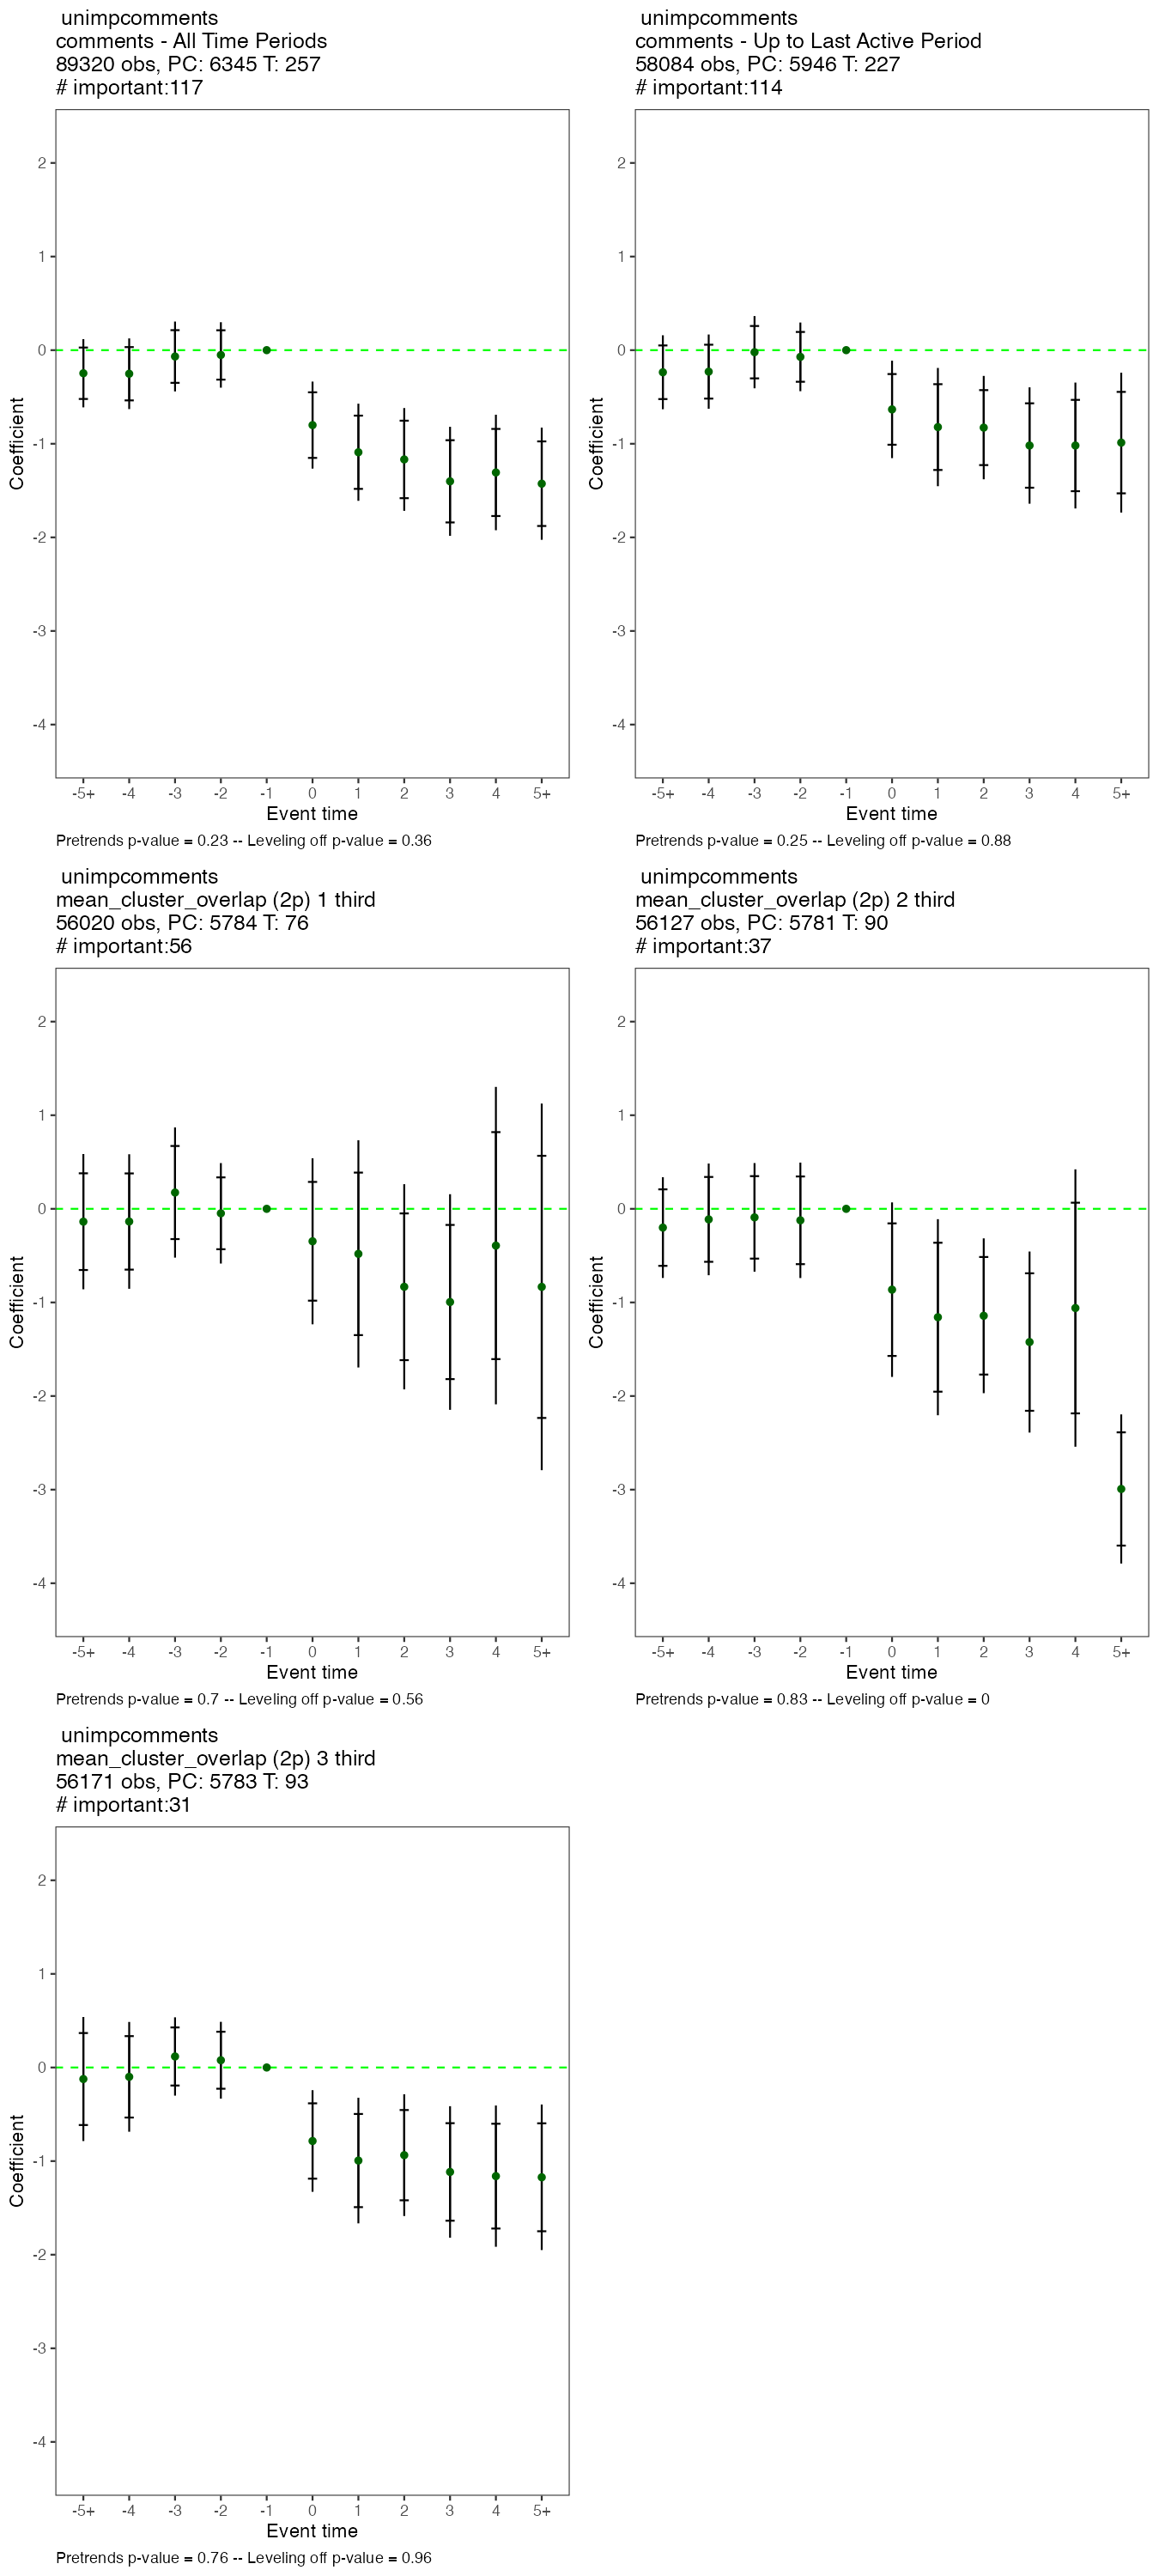 unimpcomments
comments - All Time Periods
89320 obs, PC: 6345 T: 257
# important:117
Coefficient
2
1
0
-1
-2
-3
-4
-5+ -4 -3 -2 -1 0 1 2 3 4 5+
Event time
Pretrends p-value = 0.23 -- Leveling off p-value = 0.36
unimpcomments
comments - Up to Last Active Period
58084 obs, PC: 5946 T: 227
# important:114
Coefficient
2
1
0
-1
-2
-3
-4
-5+ -4 -3 -2 -1 0 1 2 3 4 5+
Event time
Pretrends p-value = 0.25 -- Leveling off p-value = 0.88
unimpcomments
mean_cluster_overlap (2p) 1 third
56020 obs, PC: 5784 T: 76
# important:56
Coefficient
2
1
0
-1
-2
-3
-4
-5+ -4 -3 -2 -1 0 1 2 3 4 5+
Event time
Pretrends p-value = 0.7 -- Leveling off p-value = 0.56
unimpcomments
mean_cluster_overlap (2p) 2 third
56127 obs, PC: 5781 T: 90
# important:37
Coefficient
2
1
0
-1
-2
-3
-4
-5+ -4 -3 -2 -1 0 1 2 3 4 5+
Event time
Pretrends p-value = 0.83 -- Leveling off p-value = 0
unimpcomments
mean_cluster_overlap (2p) 3 third
56171 obs, PC: 5783 T: 93
# important:31
Coefficient
2
1
0
-1
-2
-3
-4
-5+ -4 -3 -2 -1 0 1 2 3 4 5+
Event time
Pretrends p-value = 0.76 -- Leveling off p-value = 0.96